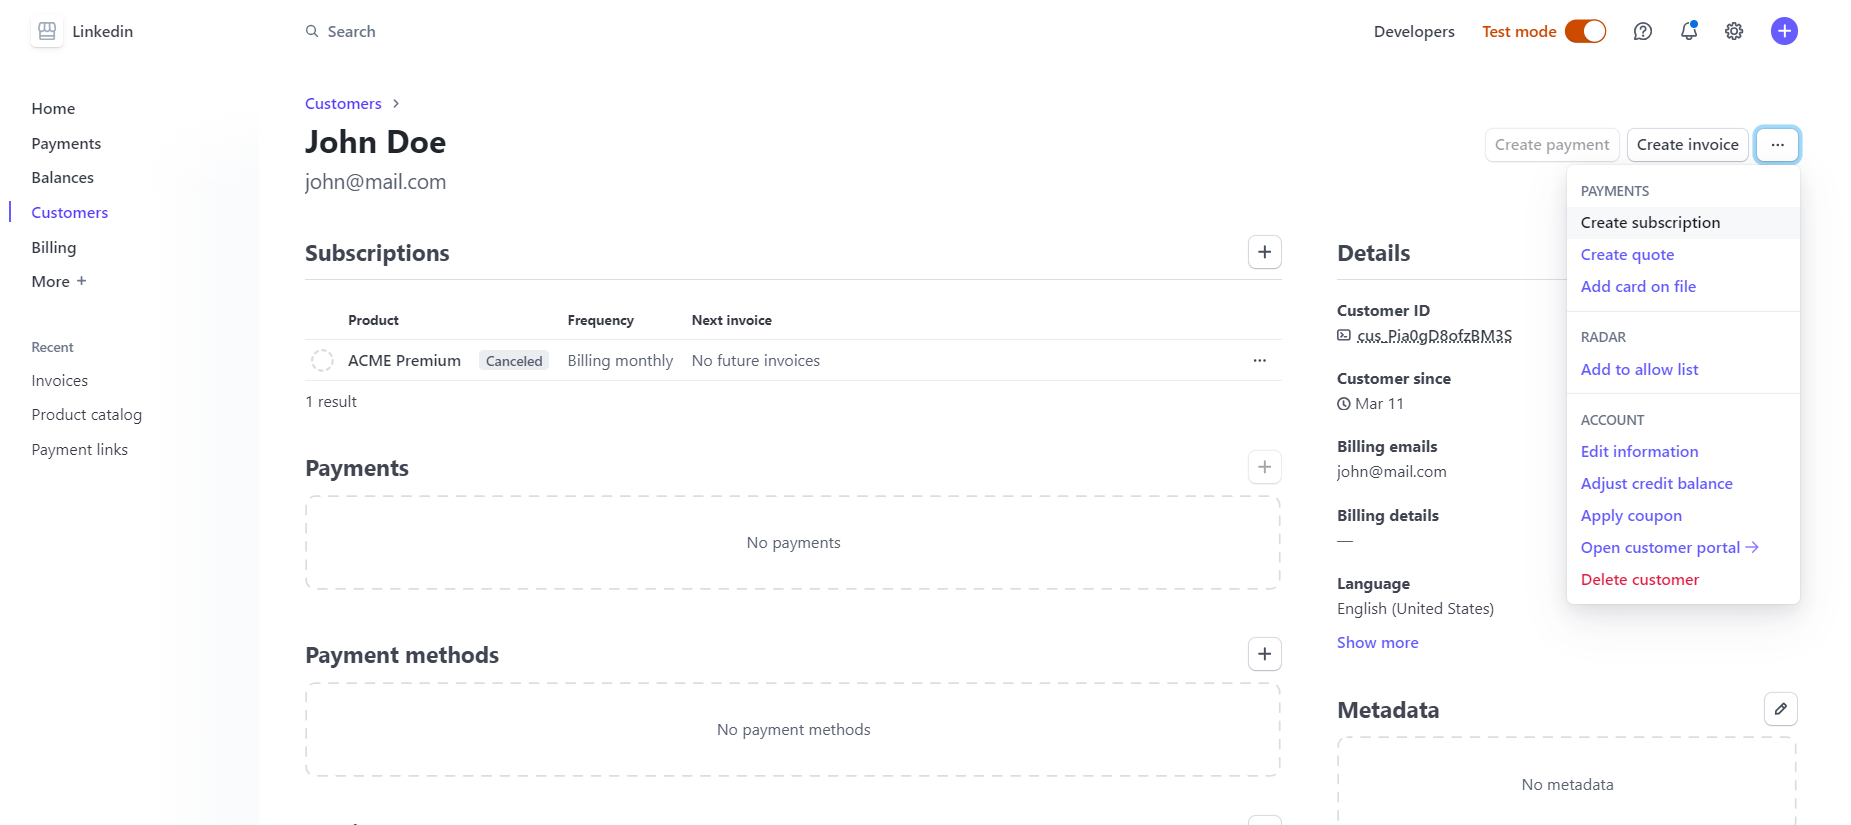 Linkedin
Search
Developers
Test mode
Home
Payments
Balances
Customers
Billing
More +
Recent
Invoices
Product catalog
Payment links
Customers >
John Doe
john@mail.com
Create payment
Create invoice
...
PAYMENTS
Create subscription
Create quote
Add card on file
RADAR
Add to allow list
ACCOUNT
Edit information
Adjust credit balance
Apply coupon
Open customer portal →
Delete customer
Subscriptions
Product Frequency Next invoice
ACME Premium Canceled Billing monthly No future invoices ...
1 result
Payments
No payments
Payment methods
No payment methods
Details
Customer ID
cus_Pia0gD8ofzBM3S
Customer since
Mar 11
Billing emails
john@mail.com
Billing details
—
Language
English (United States)
Show more
Metadata
No metadata